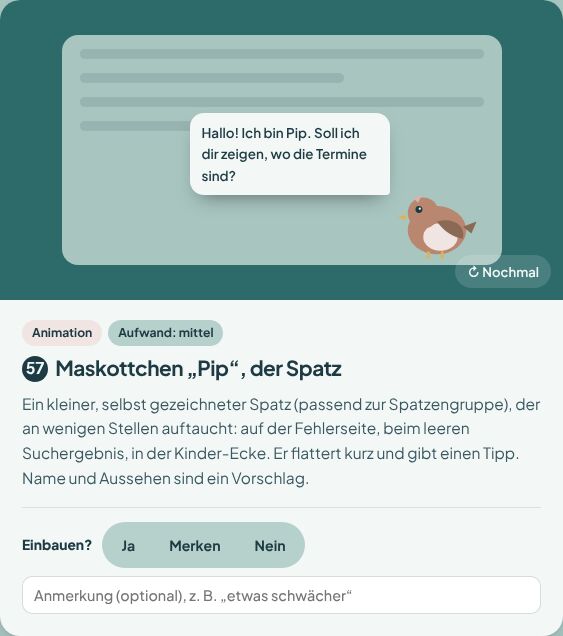 Hallo! Ich bin Pip. Soll ich
dir zeigen, wo die Termine
sind?
↻ Nochmal
Animation
Aufwand: mittel
57 Maskottchen „Pip“, der Spatz
Ein kleiner, selbst gezeichneter Spatz (passend zur Spatzengruppe), der
an wenigen Stellen auftaucht: auf der Fehlerseite, beim leeren
Suchergebnis, in der Kinder-Ecke. Er flattert kurz und gibt einen Tipp.
Name und Aussehen sind ein Vorschlag.
Einbauen? Ja Merken Nein
Anmerkung (optional), z. B. „etwas schwächer“